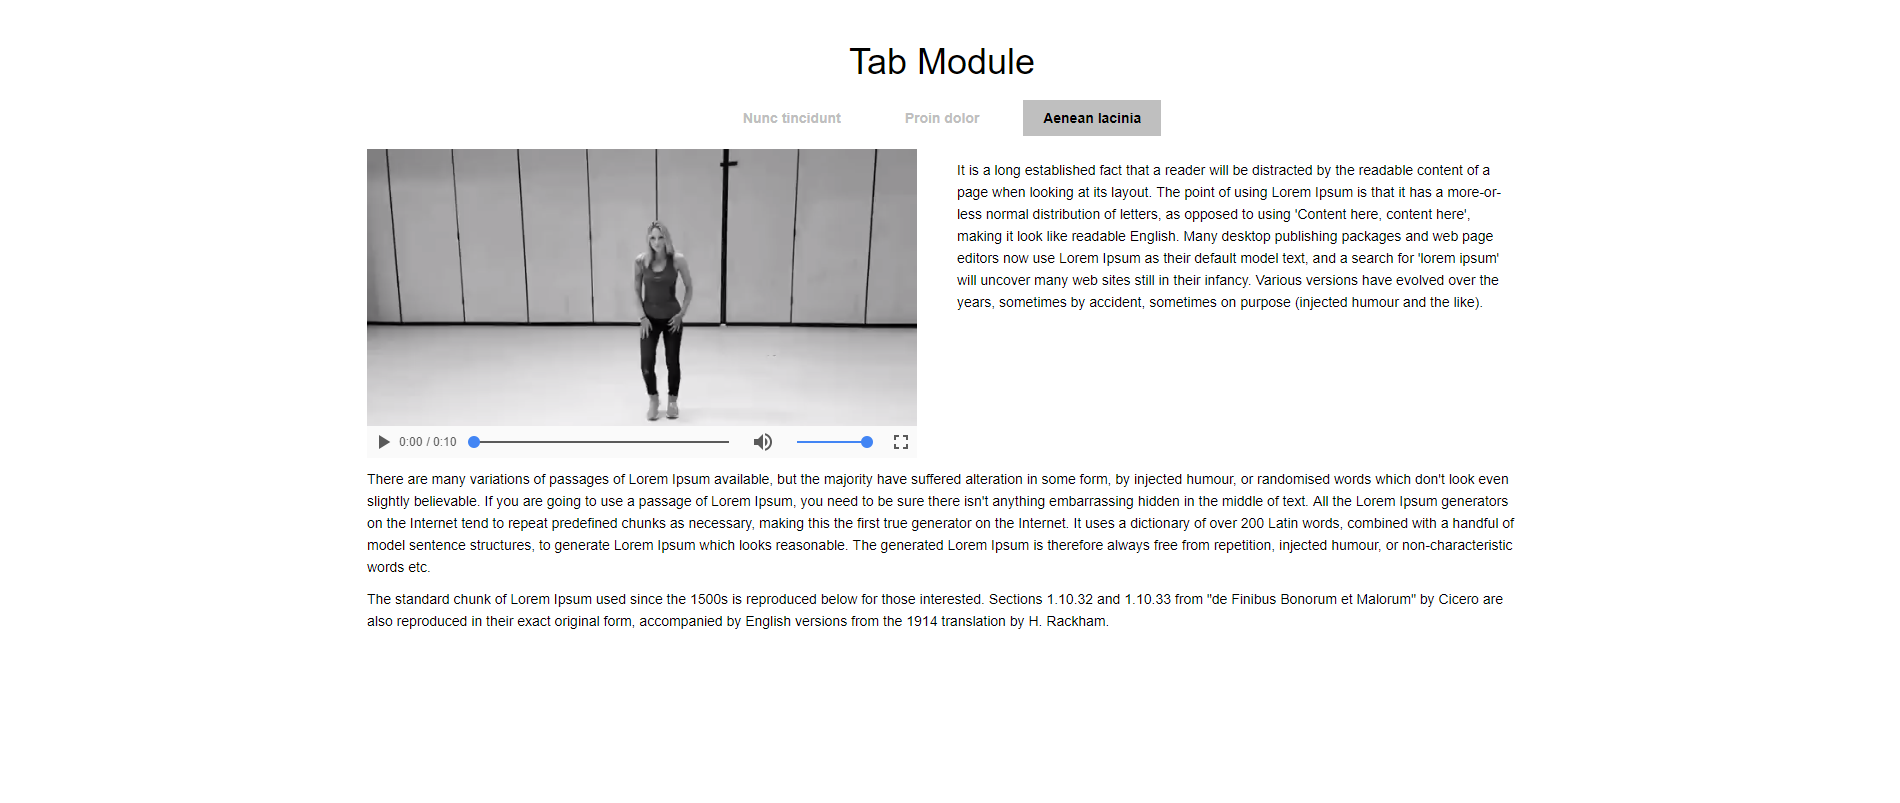 Tab Module
Nunc tincidunt
Proin dolor
Aenean lacinia
It is a long established fact that a reader will be distracted by the readable content of a
page when looking at its layout. The point of using Lorem Ipsum is that it has a more-or-
less normal distribution of letters, as opposed to using 'Content here, content here',
making it look like readable English. Many desktop publishing packages and web page
editors now use Lorem Ipsum as their default model text, and a search for 'lorem ipsum'
will uncover many web sites still in their infancy. Various versions have evolved over the
years, sometimes by accident, sometimes on purpose (injected humour and the like).
0:00 / 0:10
There are many variations of passages of Lorem Ipsum available, but the majority have suffered alteration in some form, by injected humour, or randomised words which don't look even
slightly believable. If you are going to use a passage of Lorem Ipsum, you need to be sure there isn't anything embarrassing hidden in the middle of text. All the Lorem Ipsum generators
on the Internet tend to repeat predefined chunks as necessary, making this the first true generator on the Internet. It uses a dictionary of over 200 Latin words, combined with a handful of
model sentence structures, to generate Lorem Ipsum which looks reasonable. The generated Lorem Ipsum is therefore always free from repetition, injected humour, or non-characteristic
words etc.
The standard chunk of Lorem Ipsum used since the 1500s is reproduced below for those interested. Sections 1.10.32 and 1.10.33 from "de Finibus Bonorum et Malorum" by Cicero are
also reproduced in their exact original form, accompanied by English versions from the 1914 translation by H. Rackham.